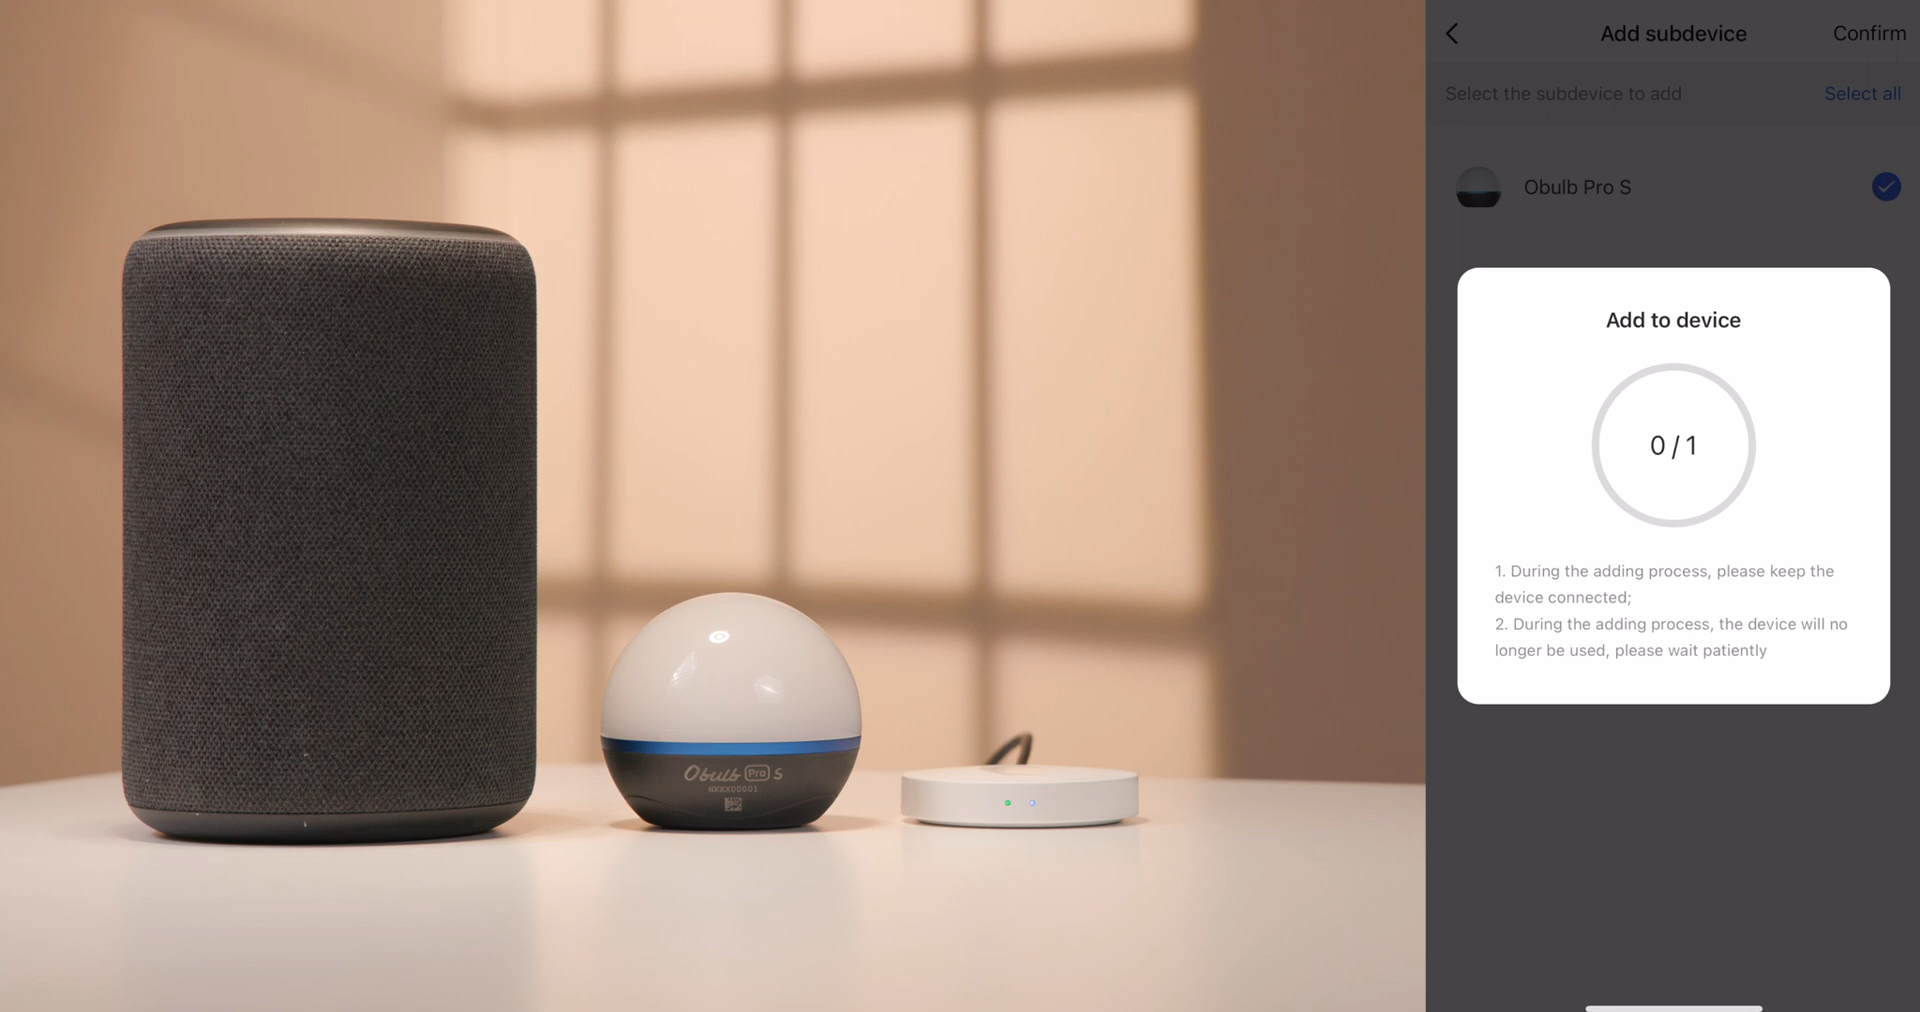 Add subdevice
Confirm
Select the subdevice to add
Select all
Obulb Pro S
Add to device
0 / 1
1. During the adding process, please keep the
device connected;
2. During the adding process, the device will no
longer be used, please wait patiently
Obulb Pro S
HXXX00001